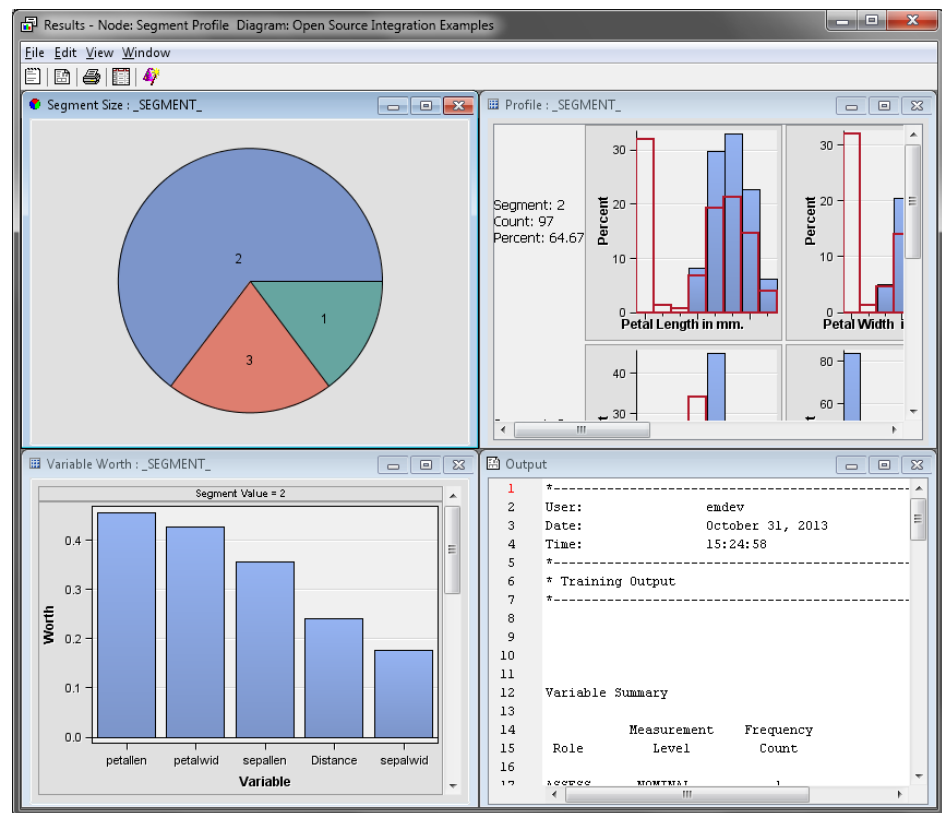 Results - Node: Segment Profile Diagram: Open Source Integration Examples
File Edit View Window
Segment Size : _SEGMENT_
2
1
3
Profile : _SEGMENT_
Segment: 2
Count: 97
Percent: 64.67
Percent
30
20
10
0
Petal Length in mm.
Percent
30
20
10
0
Petal Width i
40
30
80
60
Variable Worth : _SEGMENT_
Segment Value = 2
Worth
0.4
0.3
0.2
0.1
0.0
petallen petalwid sepallen Distance sepalwid
Variable
Output
1 *------------------------------------------------
2 User: emdev
3 Date: October 31, 2013
4 Time: 15:24:58
5 *------------------------------------------------
6 * Training Output
7 *------------------------------------------------
8
9
10
11
12 Variable Summary
13
14 Measurement Frequency
15 Role Level Count
16
17 ASSESS NOMINAL 1